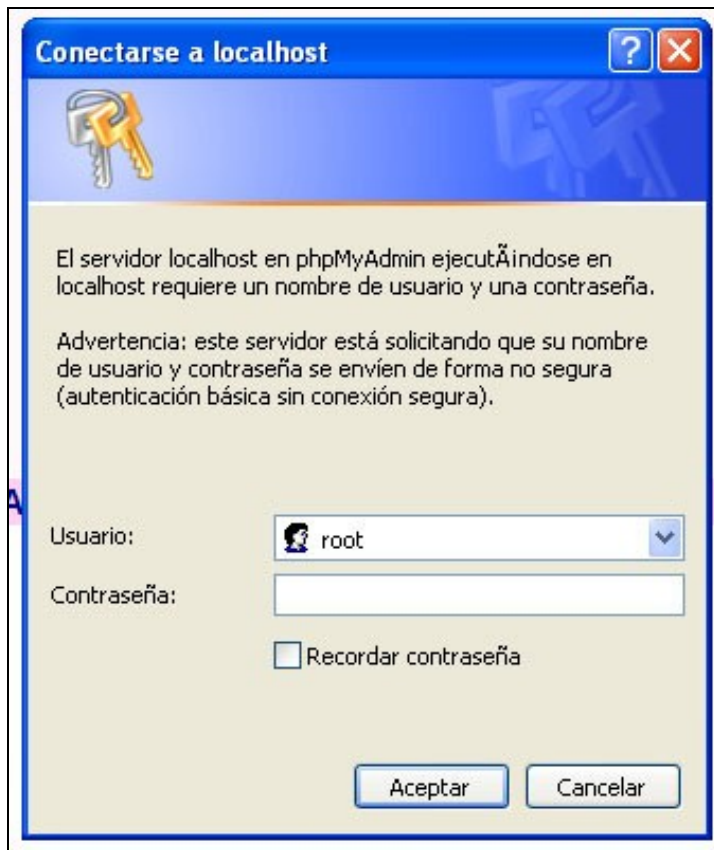 Conectarse a localhost
El servidor localhost en phpMyAdmin ejecutÃindose en
localhost requiere un nombre de usuario y una contraseña.
Advertencia: este servidor está solicitando que su nombre
de usuario y contraseña se envíen de forma no segura
(autenticación básica sin conexión segura).
A
Usuario: root
Contraseña:
Recordar contraseña
Aceptar Cancelar